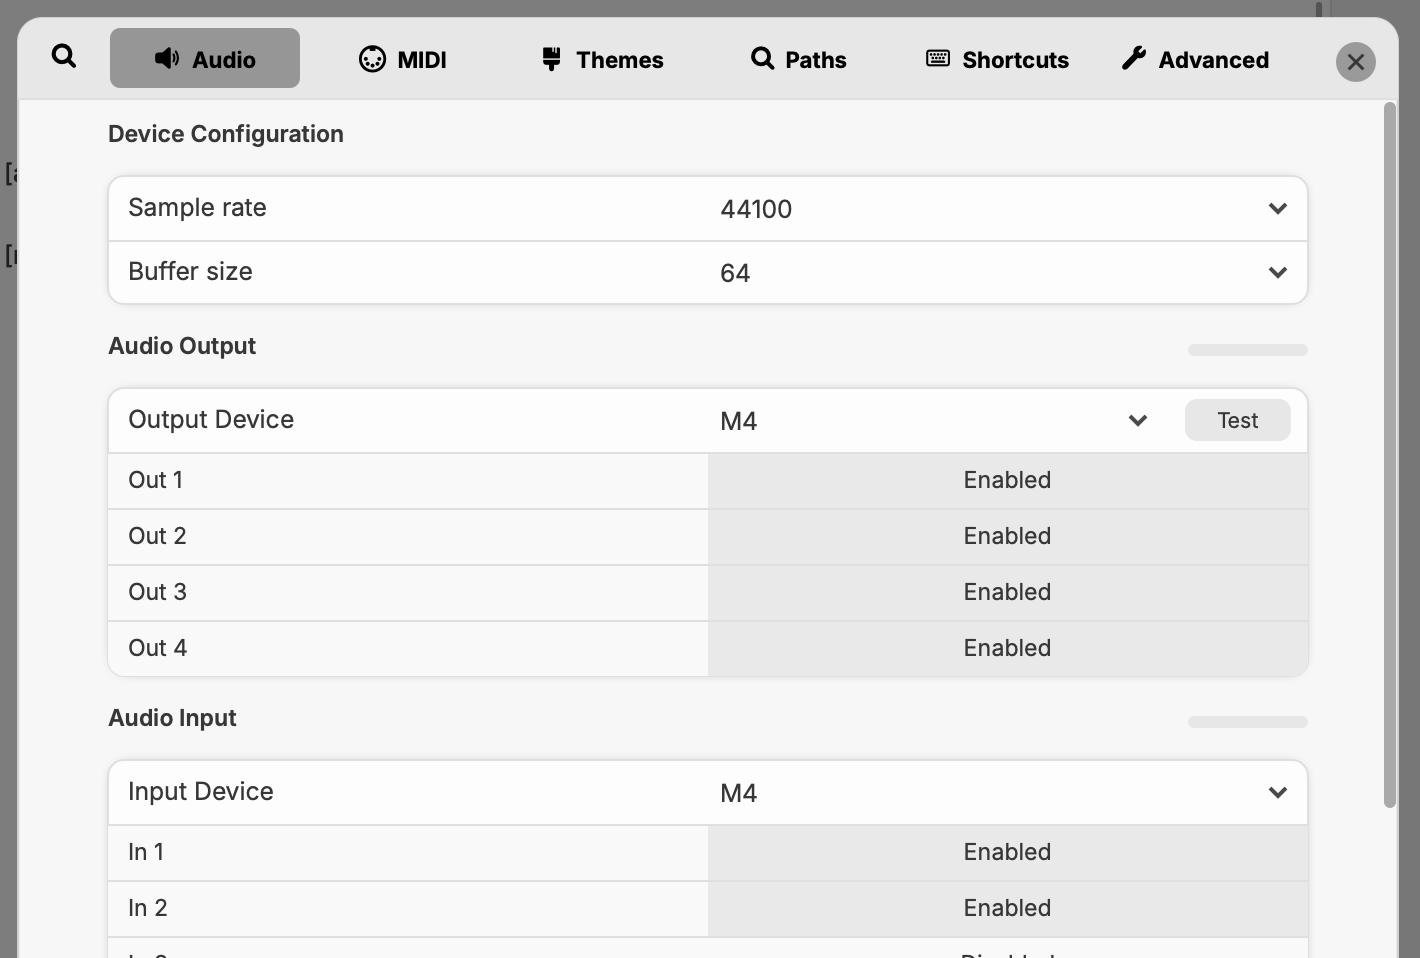 Audio MIDI Themes Paths Shortcuts Advanced
Device Configuration
Sample rate 44100
Buffer size 64
Audio Output
Output Device M4 Test
Out 1 Enabled
Out 2 Enabled
Out 3 Enabled
Out 4 Enabled
Audio Input
Input Device M4
In 1 Enabled
In 2 Enabled